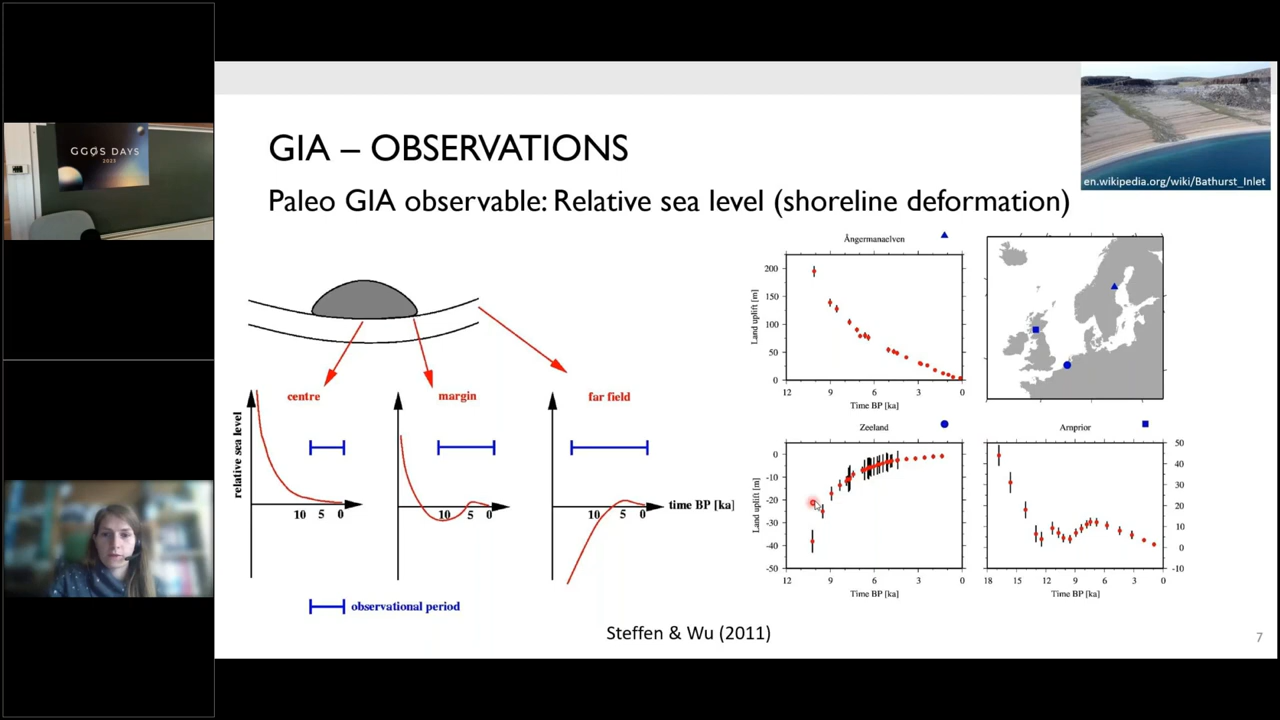 GGOS DAYS
2023
GIA – OBSERVATIONS
en.wikipedia.org/wiki/Bathurst_Inlet
Paleo GIA observable: Relative sea level (shoreline deformation)
centre
margin
far field
relative sea level
10 5 0
10 5 0
10 5 0
time BP [ka]
observational period
Ångermanaelven
Land uplift [m]
200
150
100
50
0
12 9 6 3 0
Time BP [ka]
Zeeland
Land uplift [m]
0
-10
-20
-30
-40
-50
12 9 6 3 0
Time BP [ka]
Arnprior
50
40
30
20
10
0
-10
18 15 12 9 6 3 0
Time BP [ka]
Steffen & Wu (2011)
7